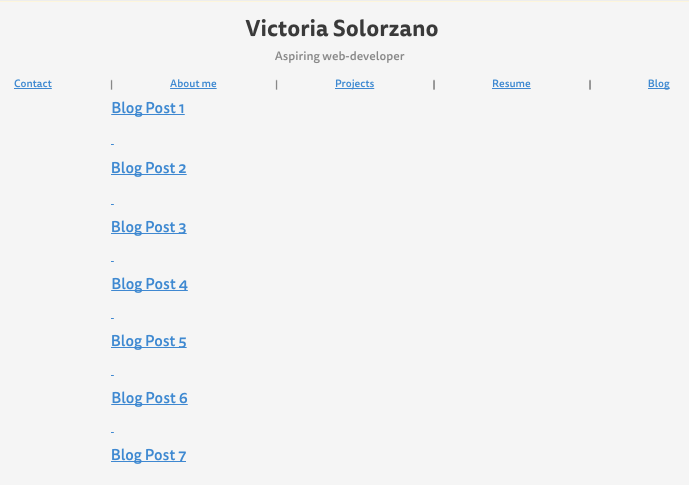 Victoria Solorzano
Aspiring web-developer
Contact | About me | Projects | Resume | Blog
Blog Post 1
Blog Post 2
Blog Post 3
Blog Post 4
Blog Post 5
Blog Post 6
Blog Post 7